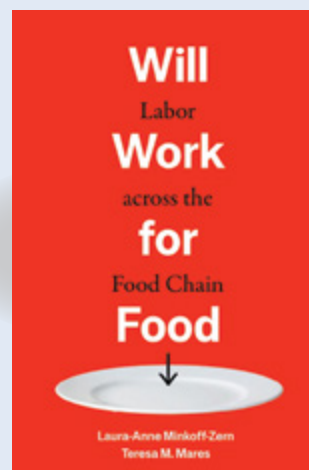 Will
Labor
Work
across the
for
Food Chain
Food
Laura-Anne Minkoff-Zern
Teresa M. Mares